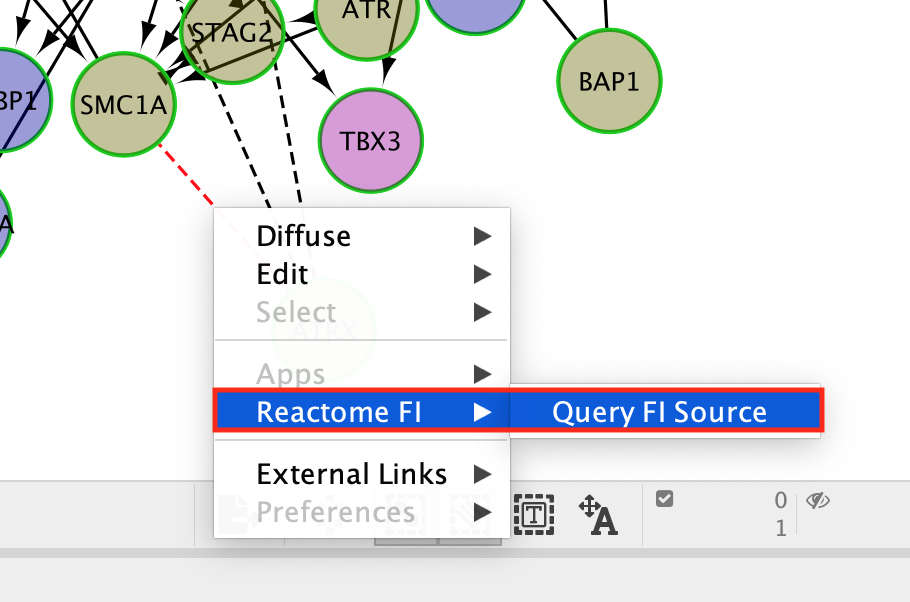 ATR
STAG2
BAP1
BP1
SMC1A
TBX3
A
Diffuse
Edit
Select
ATRX
Apps
Reactome FI
Query FI Source
External Links
Preferences
T
A
0
1